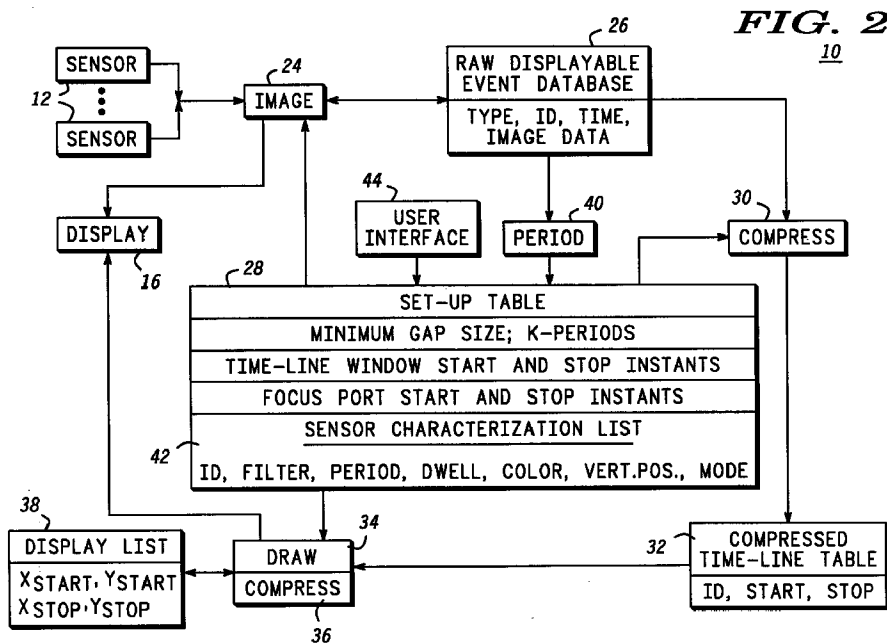 FIG. 2
10
SENSOR
12
SENSOR
24
IMAGE
26
RAW DISPLAYABLE
EVENT DATABASE
TYPE, ID, TIME,
IMAGE DATA
DISPLAY
16
44
USER
INTERFACE
40
PERIOD
30
COMPRESS
28
SET-UP TABLE
MINIMUM GAP SIZE; K-PERIODS
TIME-LINE WINDOW START AND STOP INSTANTS
FOCUS PORT START AND STOP INSTANTS
SENSOR CHARACTERIZATION LIST
42
ID, FILTER, PERIOD, DWELL, COLOR, VERT.POS., MODE
38
DISPLAY LIST
XSTART, YSTART
XSTOP, YSTOP
34
DRAW
COMPRESS
36
32
COMPRESSED
TIME-LINE TABLE
ID, START, STOP